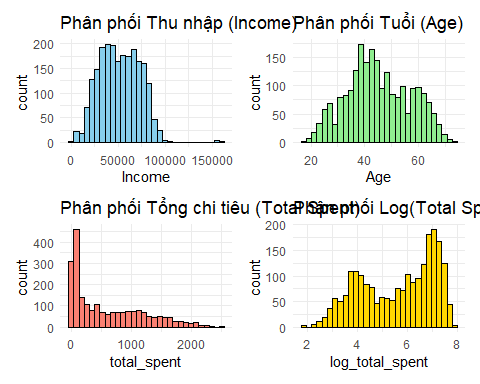 Phân phối Thu nhập (Income)
Phân phối Tuổi (Age)
200
150
100
50
0
count
0
50000
100000
150000
Income
150
100
50
0
count
20
40
60
Age
Phân phối Tổng chi tiêu (Total Spent)
Phân phối Log(Total Sp
400
300
200
100
0
count
0
1000
2000
total_spent
200
150
100
50
0
count
2
4
6
8
log_total_spent